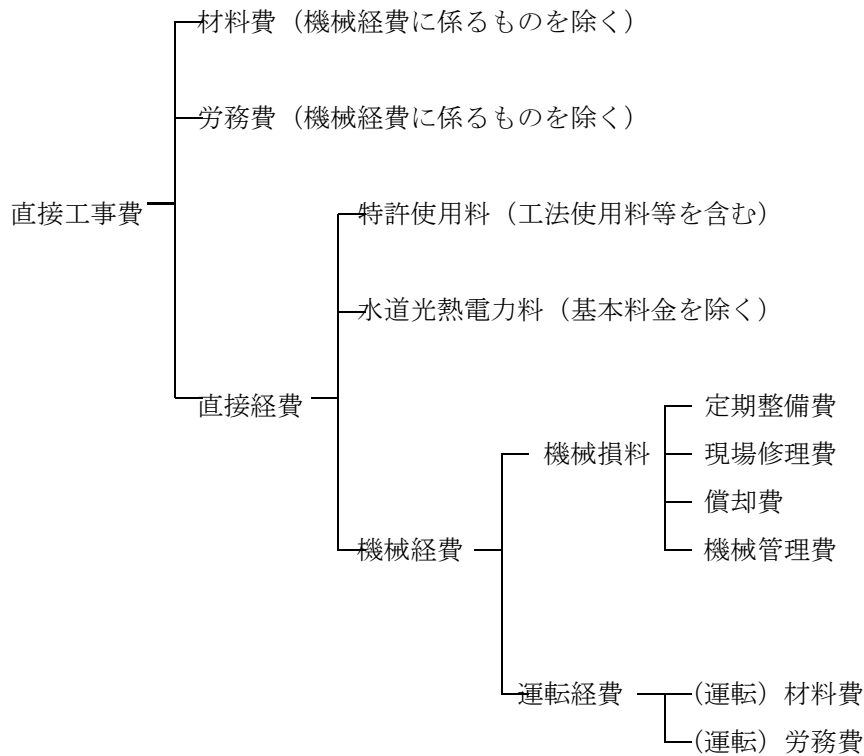 材料費（機械経費に係るものを除く）
労務費（機械経費に係るものを除く）
直接工事費
特許使用料（工法使用料等を含む）
水道光熱電力料（基本料金を除く）
直接経費
定期整備費
機械損料
現場修理費
償却費
機械経費
機械管理費
運転経費
（運転）材料費
（運転）労務費